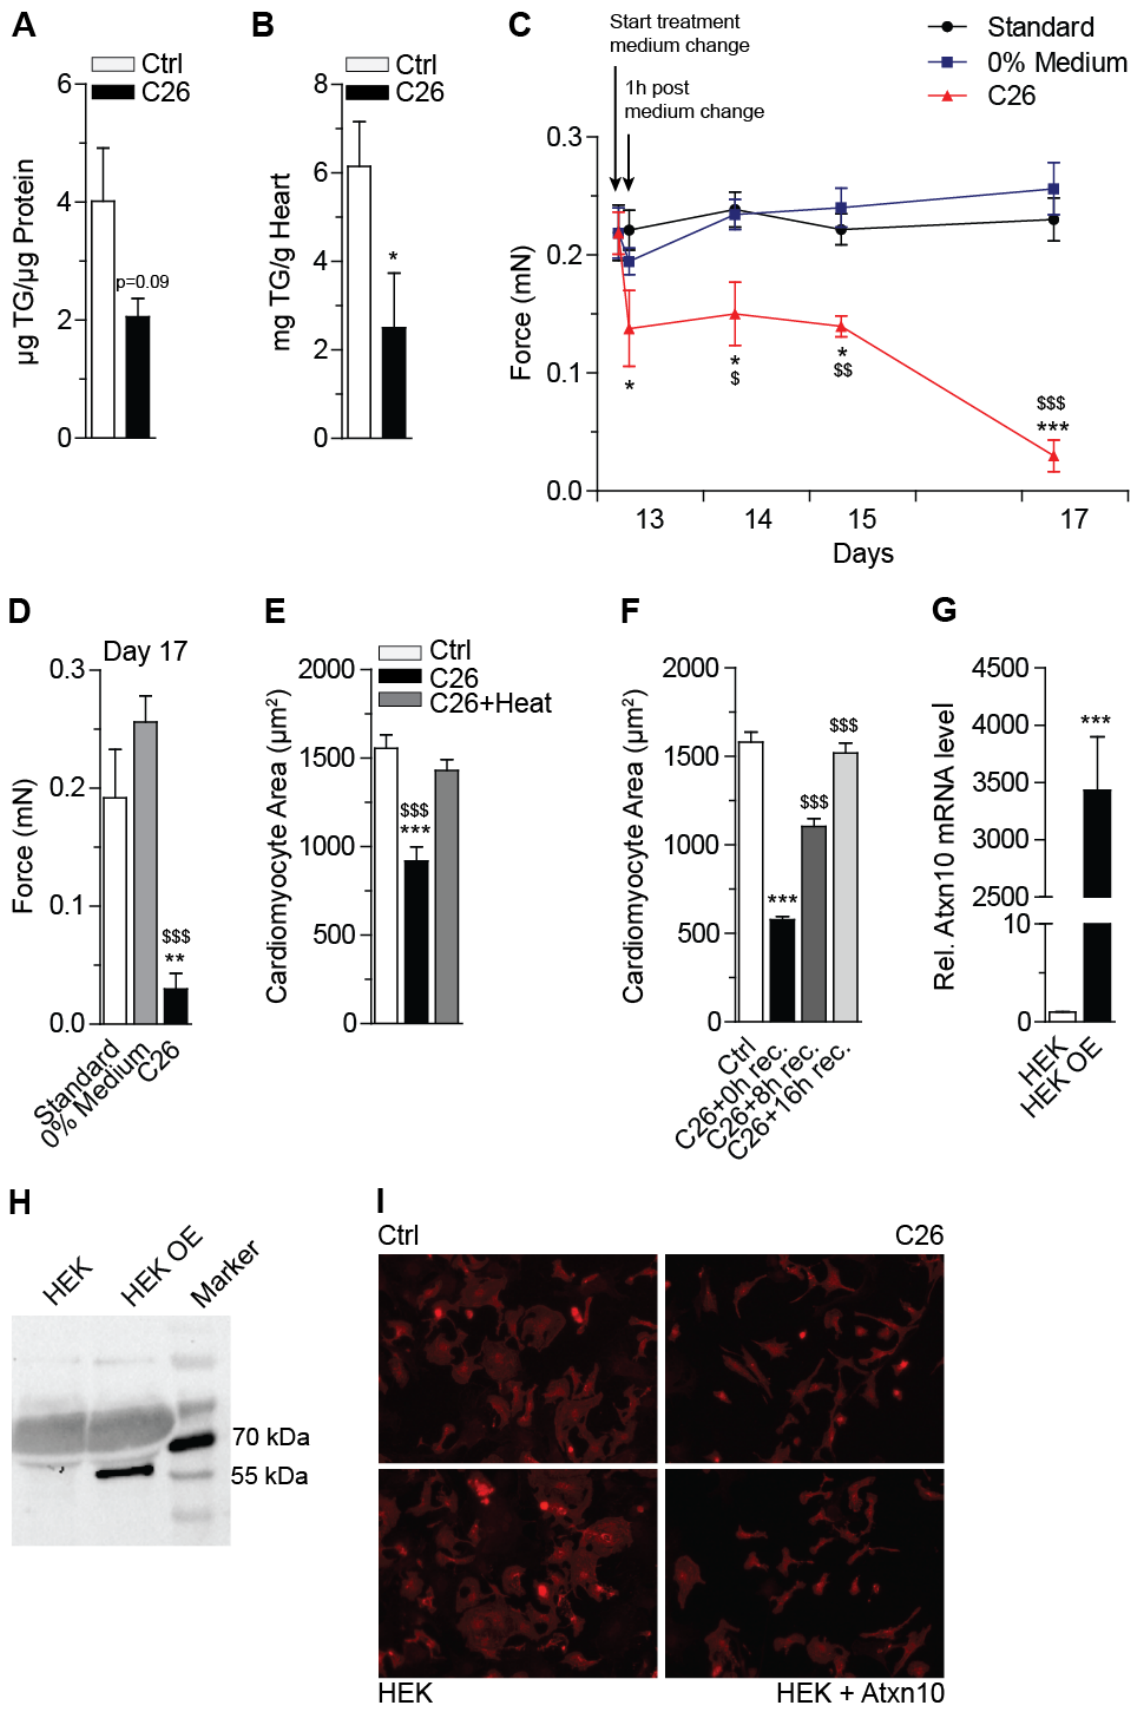 A
Ctrl
C26
µg TG/µg Protein
6
4
2
0
p=0.09
B
Ctrl
C26
mg TG/g Heart
8
6
4
2
0
*
C
Start treatment
medium change
1h post
medium change
Standard
0% Medium
C26
Force (mN)
0.3
0.2
0.1
0.0
*
*
$
*
$$
$$$
***
13 14 15 17
Days
D
Day 17
Force (mN)
0.3
0.2
0.1
0.0
$$$
**
Standard
0% Medium
C26
E
Ctrl
C26
C26+Heat
Cardiomyocyte Area (µm²)
2000
1500
1000
500
0
$$$
***
F
Cardiomyocyte Area (µm²)
2000
1500
1000
500
0
***
$$$
$$$
Ctrl
C26+0h rec.
C26+8h rec.
C26+16h rec.
G
Rel. Atxn10 mRNA level
4500
4000
3500
3000
2500
10
0
***
HEK
HEK OE
H
HEK
HEK OE
Marker
70 kDa
55 kDa
I
Ctrl
C26
HEK
HEK + Atxn10